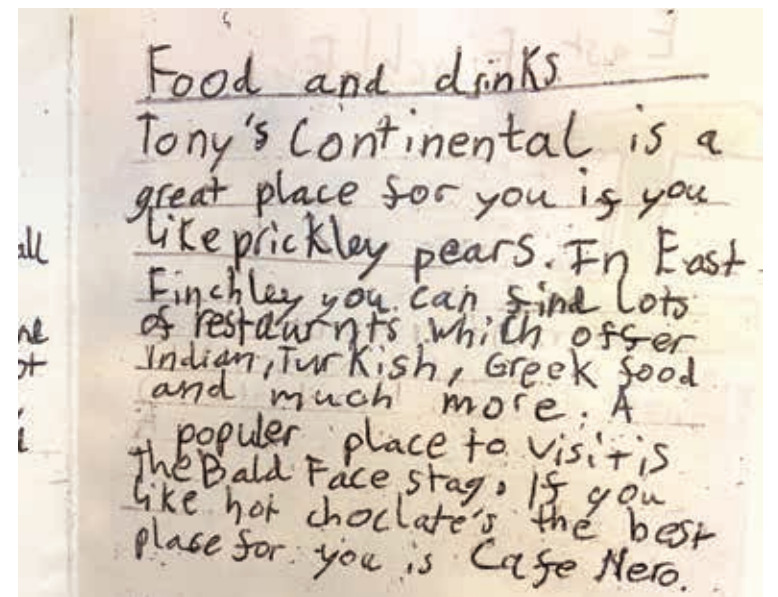 Food and drinks
Tony's Continental is a
great place for you if you
like prickley pears. In East
Finchley you can find lots
of restaurnts which offer
Indian, Turkish, Greek food
and much more. A
populer place to visit is
the Bald Face stag. If you
like hot choclate's the best
place for you is Cafe Nero.
all